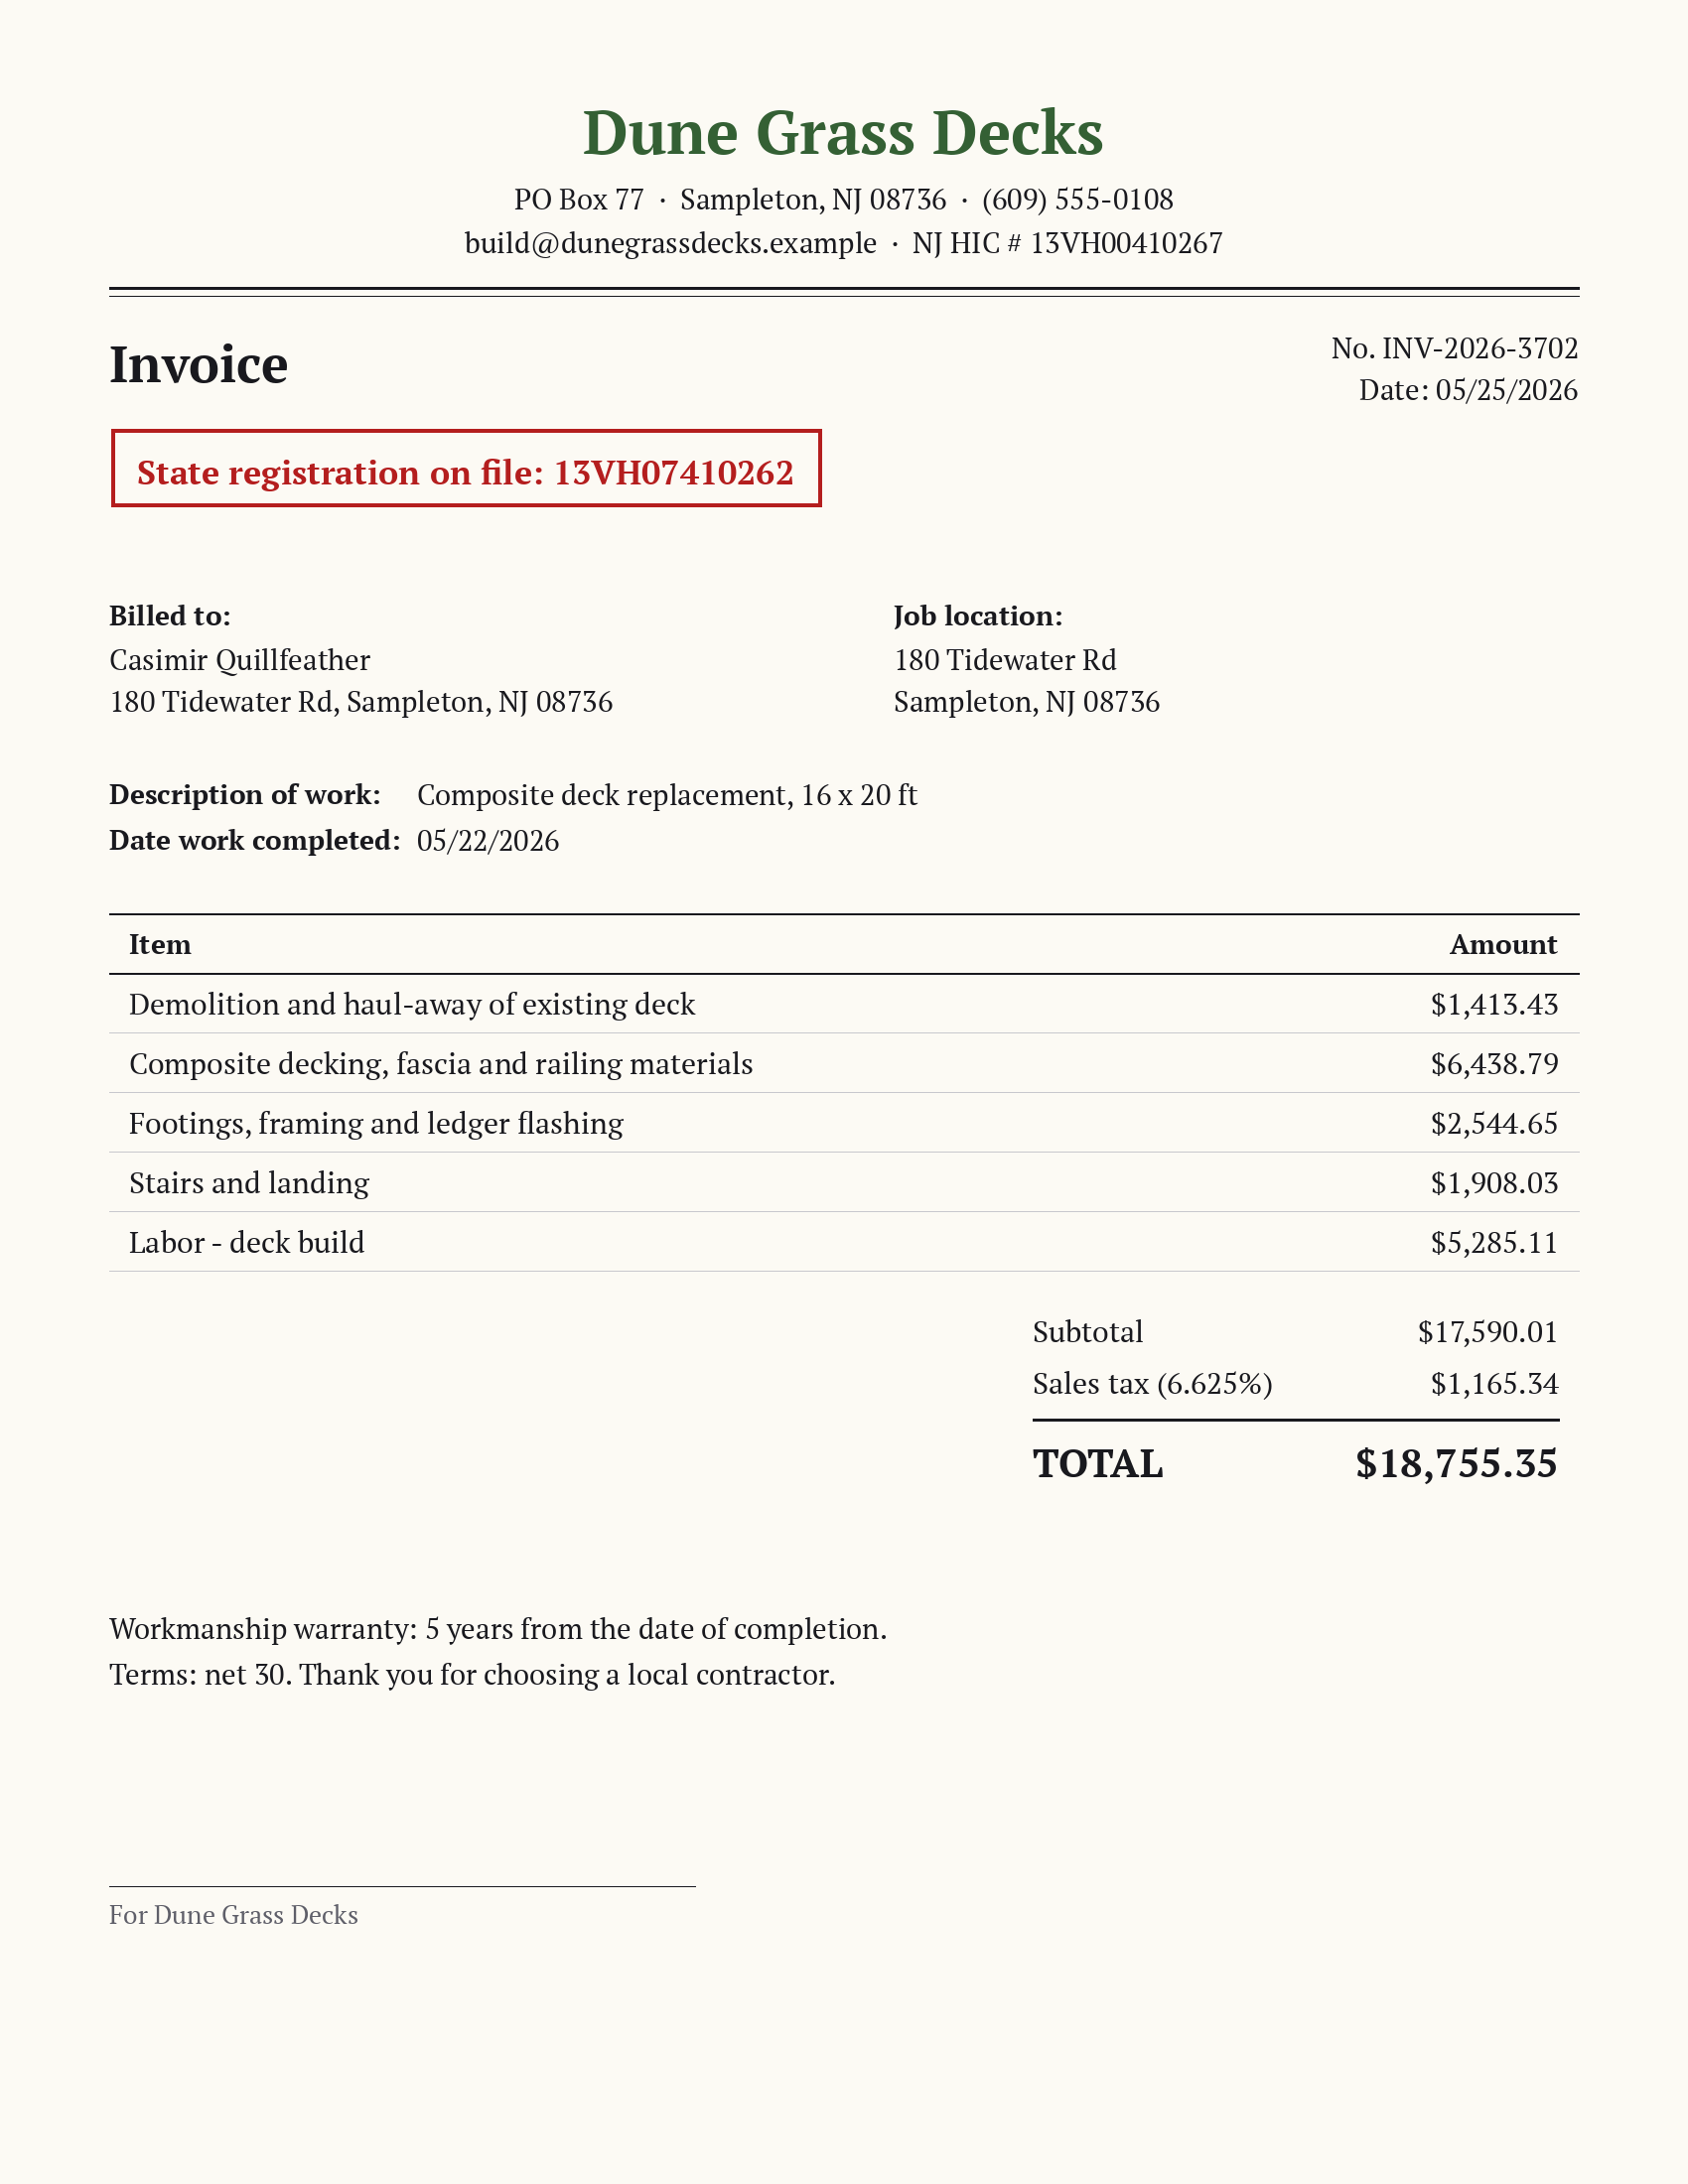 Dune Grass Decks
PO Box 77 · Sampleton, NJ 08736 · (609) 555-0108
build@dunegrassdecks.example · NJ HIC # 13VH00410267
Invoice
No. INV-2026-3702
Date: 05/25/2026
State registration on file: 13VH07410262
Billed to:
Casimir Quillfeather
180 Tidewater Rd, Sampleton, NJ 08736
Job location:
180 Tidewater Rd
Sampleton, NJ 08736
Description of work: Composite deck replacement, 16 x 20 ft
Date work completed: 05/22/2026
Item Amount
Demolition and haul-away of existing deck $1,413.43
Composite decking, fascia and railing materials $6,438.79
Footings, framing and ledger flashing $2,544.65
Stairs and landing $1,908.03
Labor - deck build $5,285.11
Subtotal $17,590.01
Sales tax (6.625%) $1,165.34
TOTAL $18,755.35
Workmanship warranty: 5 years from the date of completion.
Terms: net 30. Thank you for choosing a local contractor.
For Dune Grass Decks